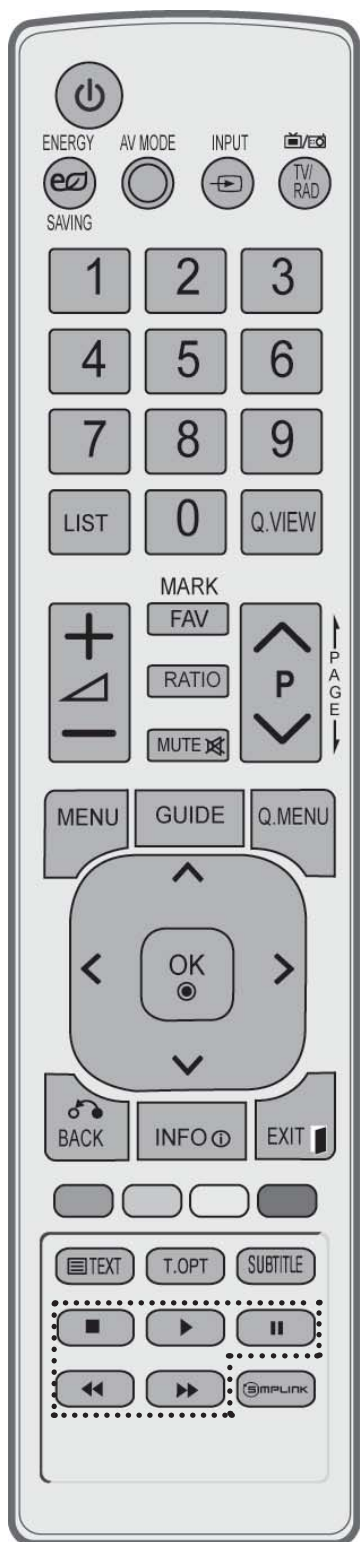 ENERGY AV MODE INPUT
TV/
RAD
SAVING
1 2 3
4 5 6
7 8 9
LIST 0 Q.VIEW
MARK
FAV
RATIO
P
PAGE
MUTE
MENU GUIDE Q.MENU
OK
BACK INFO EXIT
TEXT T.OPT SUBTITLE
SIMPLINK